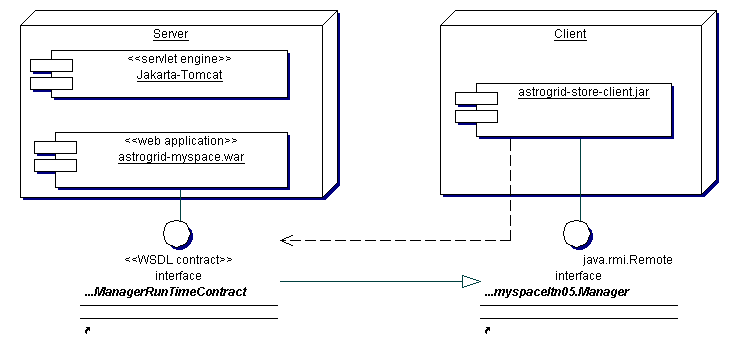 Server
<<servlet engine>>
Jakarta-Tomcat
<<web application>>
astrogrid-myspace.war
<<WSDL contract>>
interface
...ManagerRunTimeContract
Client
astrogrid-store-client.jar
java.rmi.Remote
interface
...myspaceItn05.Manager